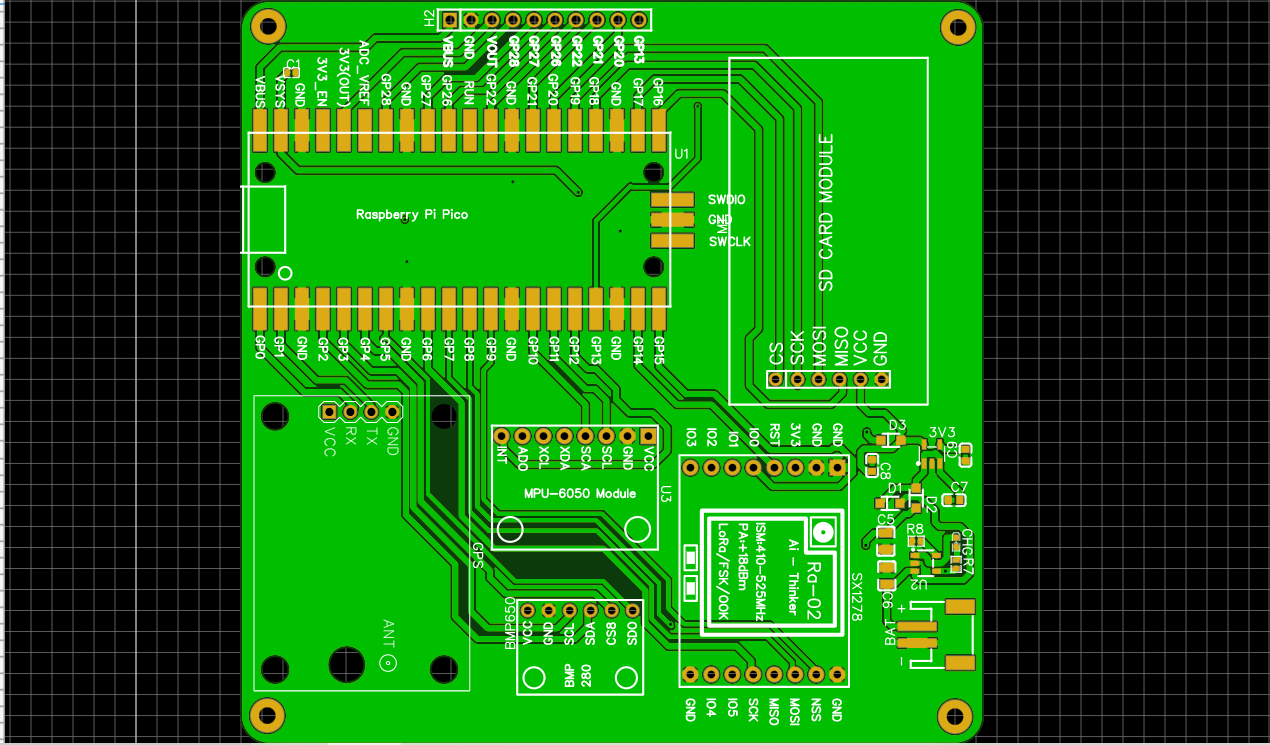 H2
VBUS GND VOUT GP28 GP27 GP26 GP22 GP21 GP20 GP13
C1
VBUS VSYS GND 3V3_EN 3V3(OUT) ADC_VREF GP28 GND GP27 GP26 RUN GP22 GND GP21 GP20 GP19 GP18 GND GP17 GP16
U1
Raspberry Pi Pico
SWDIO
GND
SWCLK
SD CARD MODULE
CS SCK MOSI MISO VCC GND
GP0 GP1 GND GP2 GP3 GP4 GP5 GND GP6 GP7 GP8 GP9 GND GP10 GP11 GP12 GP13 GND GP14 GP15
VCC RX TX GND
GPS
ANT
INT ADO XCL XDA SCA SCL GND VCC
MPU-6050 Module
U3
BMP650
VCC GND SCL SDA CS8 SDO
BMP
280
IO3 IO2 IO1 IO0 RST 3V3 GND GND
Ra-02
Ai - Thinker
ISM:410-525MHz
PA:+18dBm
LoRa/FSK/OOK
SX1278
GND IO4 IO5 SCK MISO MOSI NSS GND
D3
3V3
C9
C8
D1
D2
C7
C5
R8
CHG
R7
U2
C6
+
BAT
-